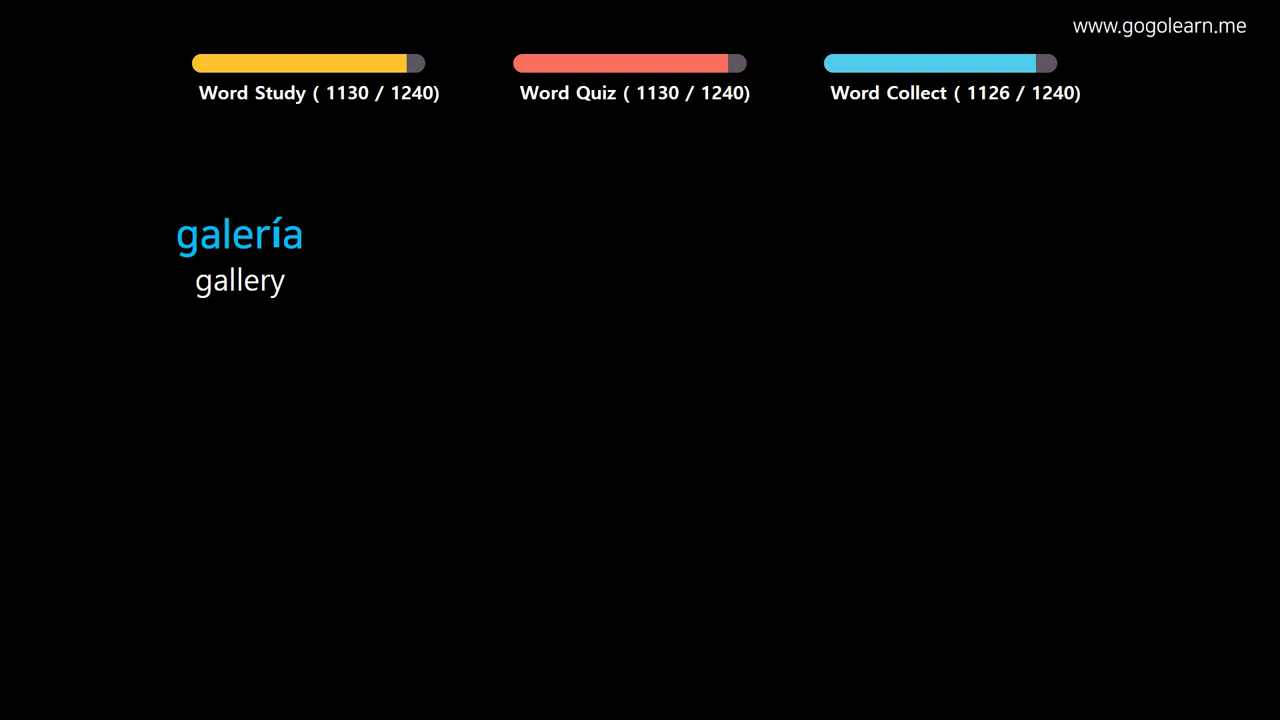 www.gogolearn.me
Word Study ( 1130 / 1240)
Word Quiz ( 1130 / 1240)
Word Collect ( 1126 / 1240)
galería
gallery